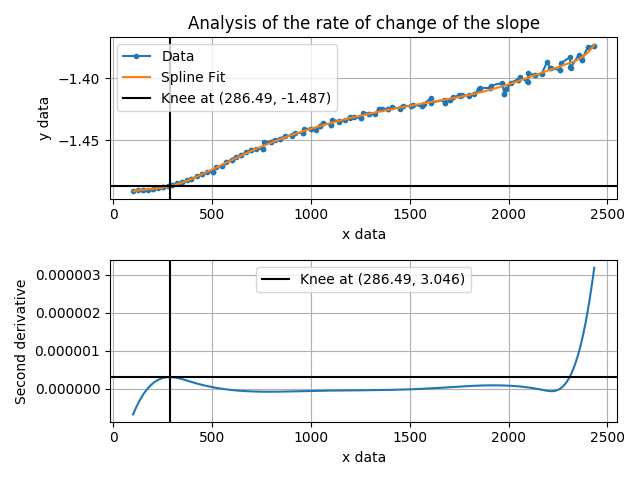 Analysis of the rate of change of the slope
Data
Spline Fit
Knee at (286.49, -1.487)
−1.40
−1.45
y data
0 500 1000 1500 2000 2500
x data
Knee at (286.49, 3.046)
0.000003
0.000002
0.000001
0.000000
Second derivative
0 500 1000 1500 2000 2500
x data